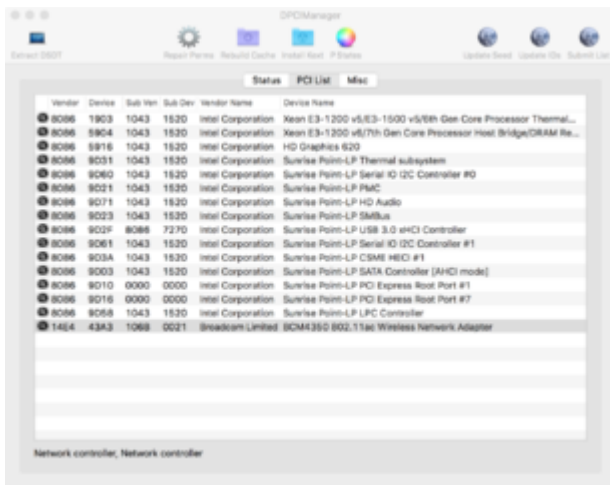 DPCIManager
Extract DSDT Repair Perms Rebuild Cache Install Kext P States Update Seed Update IDs Submit List
Status PCI List Misc
Vendor Device Sub Ven Sub Dev Vendor Name Device Name
8086 1903 1043 1520 Intel Corporation Xeon E3-1200 v5/E3-1500 v5/6th Gen Core Processor Thermal...
8086 5904 1043 1520 Intel Corporation Xeon E3-1200 v6/7th Gen Core Processor Host Bridge/DRAM Re...
8086 5916 1043 1520 Intel Corporation HD Graphics 620
8086 9D31 1043 1520 Intel Corporation Sunrise Point-LP Thermal subsystem
8086 9D60 1043 1520 Intel Corporation Sunrise Point-LP Serial IO I2C Controller #0
8086 9D21 1043 1520 Intel Corporation Sunrise Point-LP PMC
8086 9D71 1043 1520 Intel Corporation Sunrise Point-LP HD Audio
8086 9D23 1043 1520 Intel Corporation Sunrise Point-LP SMBus
8086 9D2F 8086 7270 Intel Corporation Sunrise Point-LP USB 3.0 xHCI Controller
8086 9D61 1043 1520 Intel Corporation Sunrise Point-LP Serial IO I2C Controller #1
8086 9D3A 1043 1520 Intel Corporation Sunrise Point-LP CSME HECI #1
8086 9D03 1043 1520 Intel Corporation Sunrise Point-LP SATA Controller [AHCI mode]
8086 9D10 0000 0000 Intel Corporation Sunrise Point-LP PCI Express Root Port #1
8086 9D16 0000 0000 Intel Corporation Sunrise Point-LP PCI Express Root Port #7
8086 9D58 1043 1520 Intel Corporation Sunrise Point-LP LPC Controller
14E4 43A3 106B 0021 Broadcom Limited BCM4350 802.11ac Wireless Network Adapter
Network controller, Network controller